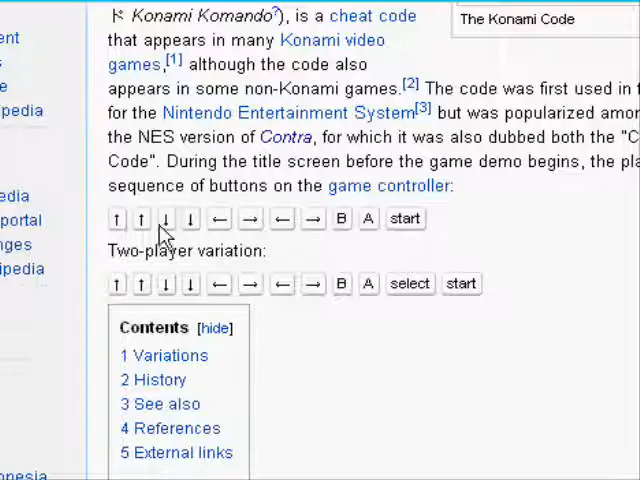 Konami Komando?), is a cheat code
The Konami Code
that appears in many Konami video
games,[1] although the code also
appears in some non-Konami games.[2] The code was first used in
for the Nintendo Entertainment System[3] but was popularized
the NES version of Contra, for which it was also dubbed both the "C
Code". During the title screen before the game demo begins, the
sequence of buttons on the game controller:
↑ ↑ ↓ ↓ ← → ← → B A start
Two-player variation:
↑ ↑ ↓ ↓ ← → ← → B A select start
Contents [hide]
1 Variations
2 History
3 See also
4 References
5 External links
ent
e
pedia
edia
portal
nges
ipedia
onesia